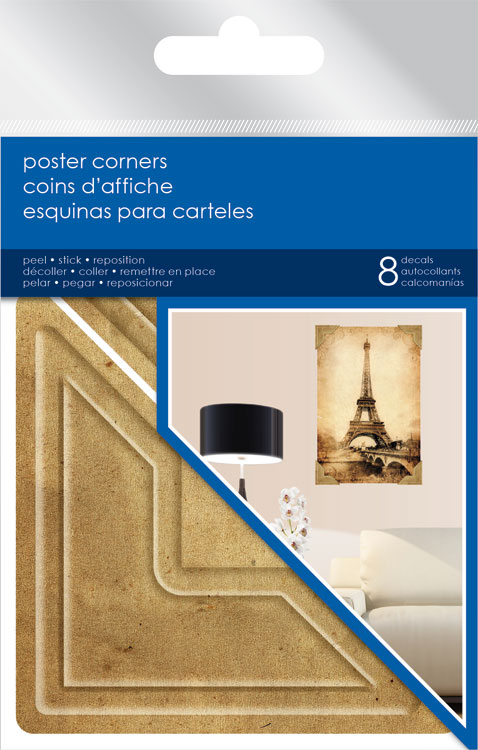 poster corners
coins d'affiche
esquinas para carteles
peel • stick • reposition
décoller • coller • remettre en place
pelar • pegar • reposicionar
8 decals
autocollants
calcomanías